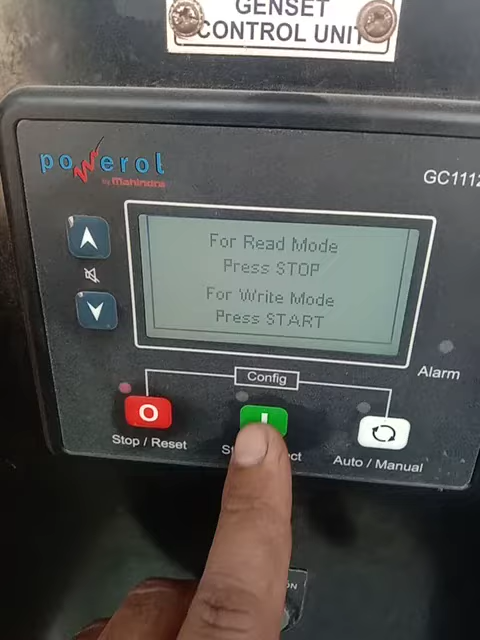 GENSET
CONTROL UNIT
powerol
by Mahindra
GC1112
For Read Mode
Press STOP
For Write Mode
Press START
Config
Alarm
Stop / Reset
Auto / Manual